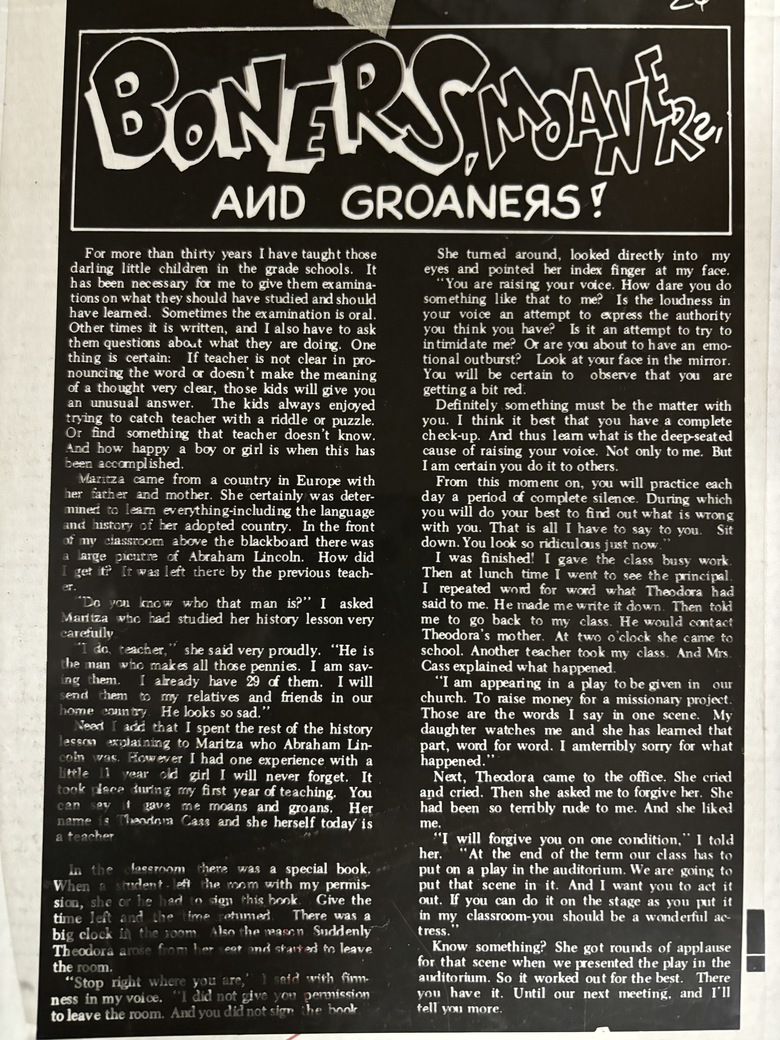 2¢
BONERS, MOANERS,
AND GROANERS!
For more than thirty years I have taught those
darling little children in the grade schools. It
has been necessary for me to give them examina-
tions on what they should have studied and should
have learned. Sometimes the examination is oral.
Other times it is written, and I also have to ask
them questions about what they are doing. One
thing is certain: If teacher is not clear in pro-
nouncing the word or doesn't make the meaning
of a thought very clear, those kids will give you
an unusual answer. The kids always enjoyed
trying to catch teacher with a riddle or puzzle.
Or find something that teacher doesn't know.
And how happy a boy or girl is when this has
been accomplished.
Maritza came from a country in Europe with
her father and mother. She certainly was deter-
mined to learn everything-including the language
and history of her adopted country. In the front
of my classroom above the blackboard there was
a large picutre of Abraham Lincoln. How did
I get it? It was left there by the previous teach-
er.
"Do you know who that man is?" I asked
Maritza who had studied her history lesson very
carefully.
"I do, teacher," she said very proudly. "He is
the man who makes all those pennies. I am sav-
ing them. I already have 29 of them. I will
send them to my relatives and friends in our
home country. He looks so sad."
Need I add that I spent the rest of the history
lesson explaining to Maritza who Abraham Lin-
coln was. However I had one experience with a
little 11 year old girl I will never forget. It
took place during my first year of teaching. You
can say it gave me moans and groans. Her
name is Theodora Cass and she herself today is
a teacher
In the classroom there was a special book.
When a student left the room with my permis-
sion, she or he had to sign this book. Give the
time left and the time returned. There was a
big clock in the room. Also the reason Suddenly
Theodora arose from her seat and started to leave
the room.
"Stop right where you are,' I said with firm-
ness in my voice. "I did not give you permission
to leave the room. And you did not sign the book
She turned around, looked directly into my
eyes and pointed her index finger at my face.
"You are raising your voice. How dare you do
something like that to me? Is the loudness in
your voice an attempt to express the authority
you think you have? Is it an attempt to try to
intimidate me? Or are you about to have an emo-
tional outburst? Look at your face in the mirror.
You will be certain to observe that you are
getting a bit red.
Definitely something must be the matter with
you. I think it best that you have a complete
check-up. And thus learn what is the deep-seated
cause of raising your voice. Not only to me. But
I am certain you do it to others.
From this moment on, you will practice each
day a period of complete silence. During which
you will do your best to find out what is wrong
with you. That is all I have to say to you. Sit
down. You look so ridiculous just now."
I was finished! I gave the class busy work.
Then at lunch time I went to see the principal.
I repeated word for word what Theodora had
said to me. He made me write it down. Then told
me to go back to my class. He would contact
Theodora's mother. At two o'clock she came to
school. Another teacher took my class. And Mrs.
Cass explained what happened.
"I am appearing in a play to be given in our
church. To raise money for a missionary project.
Those are the words I say in one scene. My
daughter watches me and she has learned that
part, word for word. I amterribly sorry for what
happened."
Next, Theodora came to the office. She cried
and cried. Then she asked me to forgive her. She
had been so terribly rude to me. And she liked
me.
"I will forgive you on one condition," I told
her. "At the end of the term our class has to
put on a play in the auditorium. We are going to
put that scene in it. And I want you to act it
out. If you can do it on the stage as you put it
in my classroom-you should be a wonderful ac-
tress."
Know something? She got rounds of applause
for that scene when we presented the play in the
auditorium. So it worked out for the best. There
you have it. Until our next meeting, and I'll
tell you more.